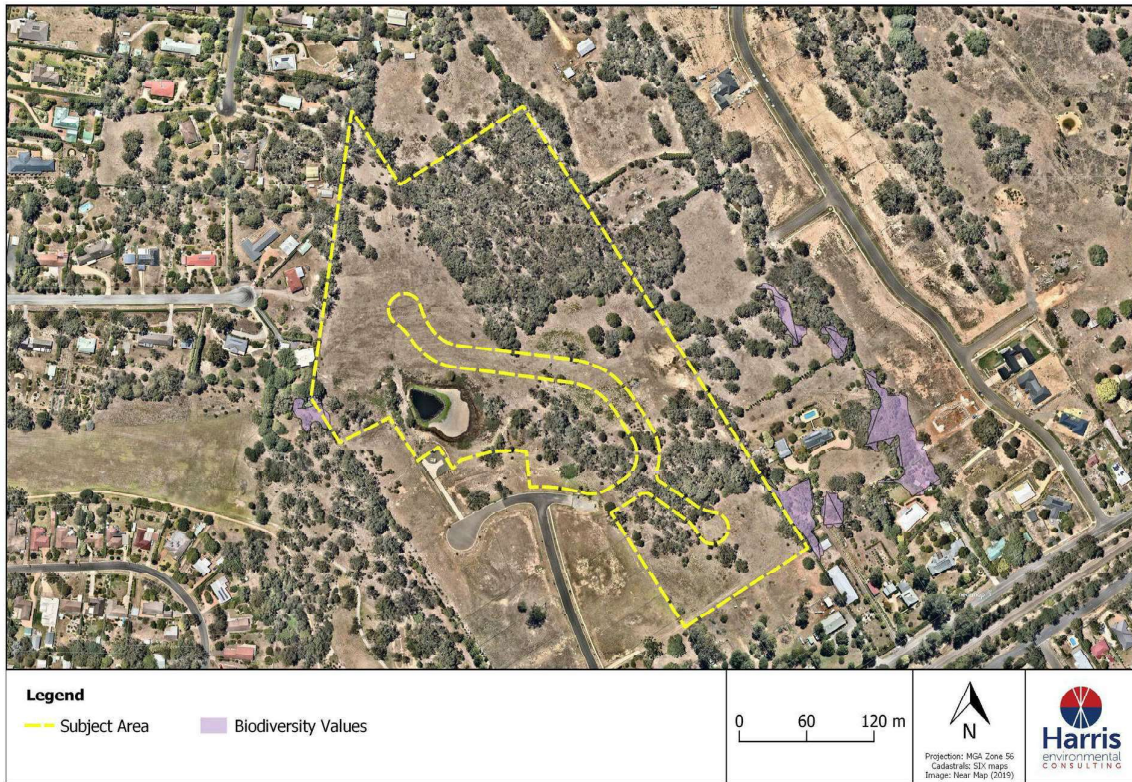 Legend
Subject Area
Biodiversity Values
0 60 120 m
N
Projection: MGA Zone 56
Cadastrals: SIX maps
Image: Near Map (2019)
Harris
environmental
CONSULTING